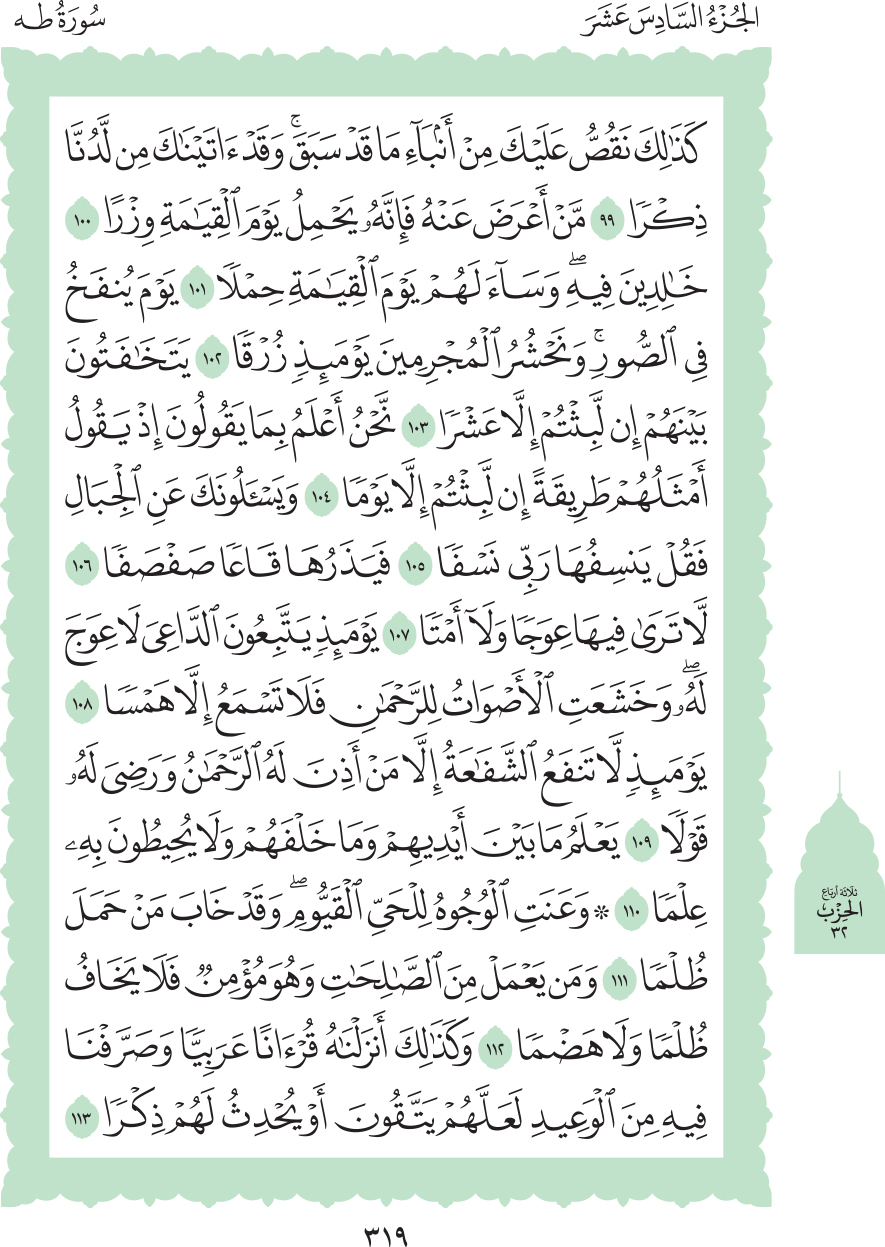 الجُزْءُ السَّادِسَ عَشَرَ
سُورَةُ طه
كَذَٰلِكَ نَقُصُّ عَلَيْكَ مِنْ أَنۢبَآءِ مَا قَدْ سَبَقَۚ وَقَدْ ءَاتَيْنَٰكَ مِن لَّدُنَّا
ذِكْرًا ٩٩ مَّنْ أَعْرَضَ عَنْهُ فَإِنَّهُۥ يَحْمِلُ يَوْمَ ٱلْقِيَٰمَةِ وِزْرًا ١٠٠
خَٰلِدِينَ فِيهِۖ وَسَآءَ لَهُمْ يَوْمَ ٱلْقِيَٰمَةِ حِمْلًا ١٠١ يَوْمَ يُنفَخُ
فِي ٱلصُّورِۚ وَنَحْشُرُ ٱلْمُجْرِمِينَ يَوْمَئِذٍ زُرْقًا ١٠٢ يَتَخَٰفَتُونَ
بَيْنَهُمْ إِن لَّبِثْتُمْ إِلَّا عَشْرًا ١٠٣ نَّحْنُ أَعْلَمُ بِمَا يَقُولُونَ إِذْ يَقُولُ
أَمْثَلُهُمْ طَرِيقَةً إِن لَّبِثْتُمْ إِلَّا يَوْمًا ١٠٤ وَيَسْـَٔلُونَكَ عَنِ ٱلْجِبَالِ
فَقُلْ يَنسِفُهَا رَبِّي نَسْفًا ١٠٥ فَيَذَرُهَا قَاعًا صَفْصَفًا ١٠٦
لَّا تَرَىٰ فِيهَا عِوَجًا وَلَآ أَمْتًا ١٠٧ يَوْمَئِذٍ يَتَّبِعُونَ ٱلدَّاعِيَ لَا عِوَجَ
لَهُۥۖ وَخَشَعَتِ ٱلْأَصْوَاتُ لِلرَّحْمَٰنِ فَلَا تَسْمَعُ إِلَّا هَمْسًا ١٠٨
يَوْمَئِذٍ لَّا تَنفَعُ ٱلشَّفَٰعَةُ إِلَّا مَنْ أَذِنَ لَهُ ٱلرَّحْمَٰنُ وَرَضِيَ لَهُۥ
قَوْلًا ١٠٩ يَعْلَمُ مَا بَيْنَ أَيْدِيهِمْ وَمَا خَلْفَهُمْ وَلَا يُحِيطُونَ بِهِۦ
عِلْمًا ١١٠ ۞ وَعَنَتِ ٱلْوُجُوهُ لِلْحَيِّ ٱلْقَيُّومِۖ وَقَدْ خَابَ مَنْ حَمَلَ
ظُلْمًا ١١١ وَمَن يَعْمَلْ مِنَ ٱلصَّٰلِحَٰتِ وَهُوَ مُؤْمِنٌ فَلَا يَخَافُ
ظُلْمًا وَلَا هَضْمًا ١١٢ وَكَذَٰلِكَ أَنزَلْنَٰهُ قُرْءَانًا عَرَبِيًّا وَصَرَّفْنَا
فِيهِ مِنَ ٱلْوَعِيدِ لَعَلَّهُمْ يَتَّقُونَ أَوْ يُحْدِثُ لَهُمْ ذِكْرًا ١١٣
ثلاثة أرباع
الحِزْب
٣٢
٣١٩